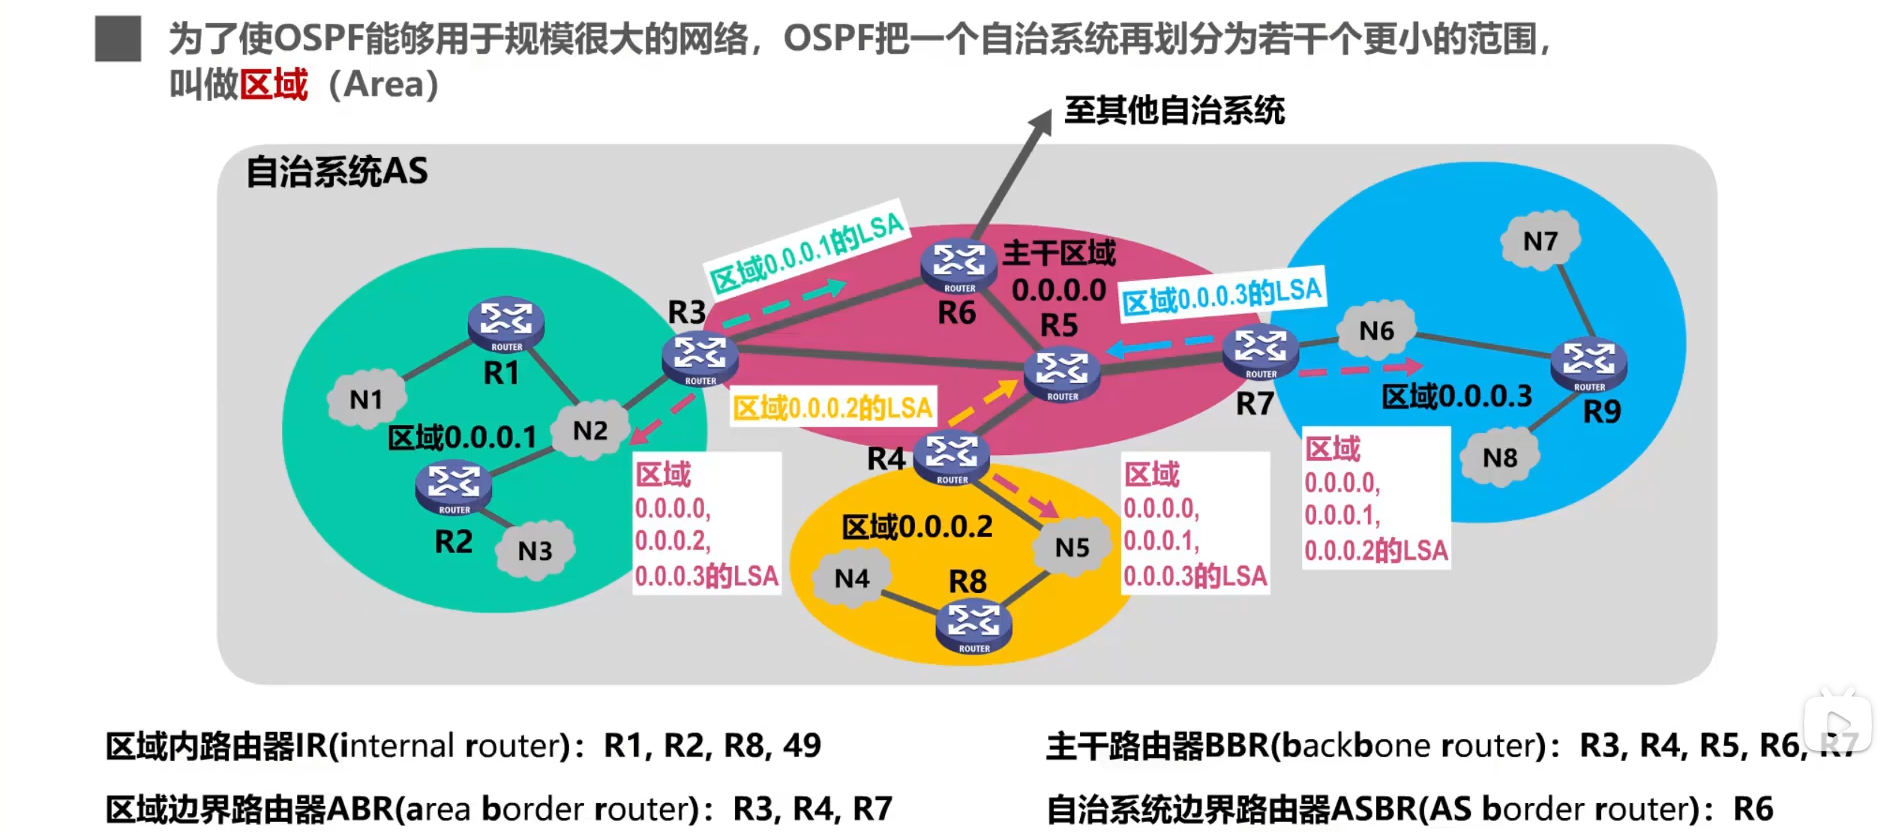 为了使OSPF能够用于规模很大的网络，OSPF把一个自治系统再划分为若干个更小的范围，
叫做区域（Area）
至其他自治系统
自治系统AS
区域0.0.0.1的LSA
主干区域
0.0.0.0
R6
ROUTER
R5
ROUTER
区域0.0.0.3的LSA
R3
ROUTER
R1
ROUTER
N1
N2
区域0.0.0.1
R2
ROUTER
N3
区域0.0.0.2的LSA
R4
ROUTER
区域
0.0.0.0,
0.0.0.2,
0.0.0.3的LSA
区域0.0.0.2
N5
N4
R8
ROUTER
区域
0.0.0.0,
0.0.0.1,
0.0.0.3的LSA
R7
ROUTER
N6
N7
区域0.0.0.3
R9
ROUTER
N8
区域
0.0.0.0,
0.0.0.1,
0.0.0.2的LSA
区域内路由器IR(internal router)：R1, R2, R8, 49
主干路由器BBR(backbone router)：R3, R4, R5, R6, R7
区域边界路由器ABR(area border router)：R3, R4, R7
自治系统边界路由器ASBR(AS border router)：R6